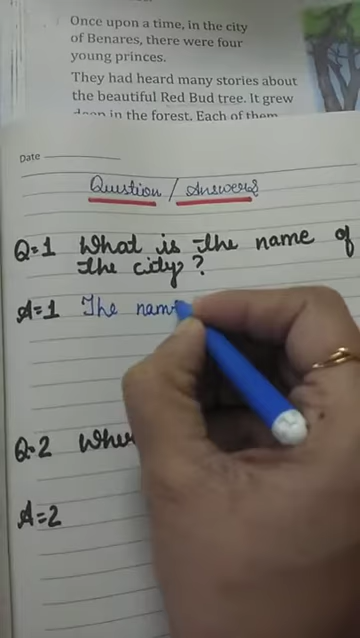 Once upon a time, in the city
of Benares, there were four
young princes.
They had heard many stories about
the beautiful Red Bud tree. It grew
deep in the forest. Each of them
Date
Question / Answers
Q=1 What is the name of
the city?
A=1 The nam
Q-2 Wher
A=2